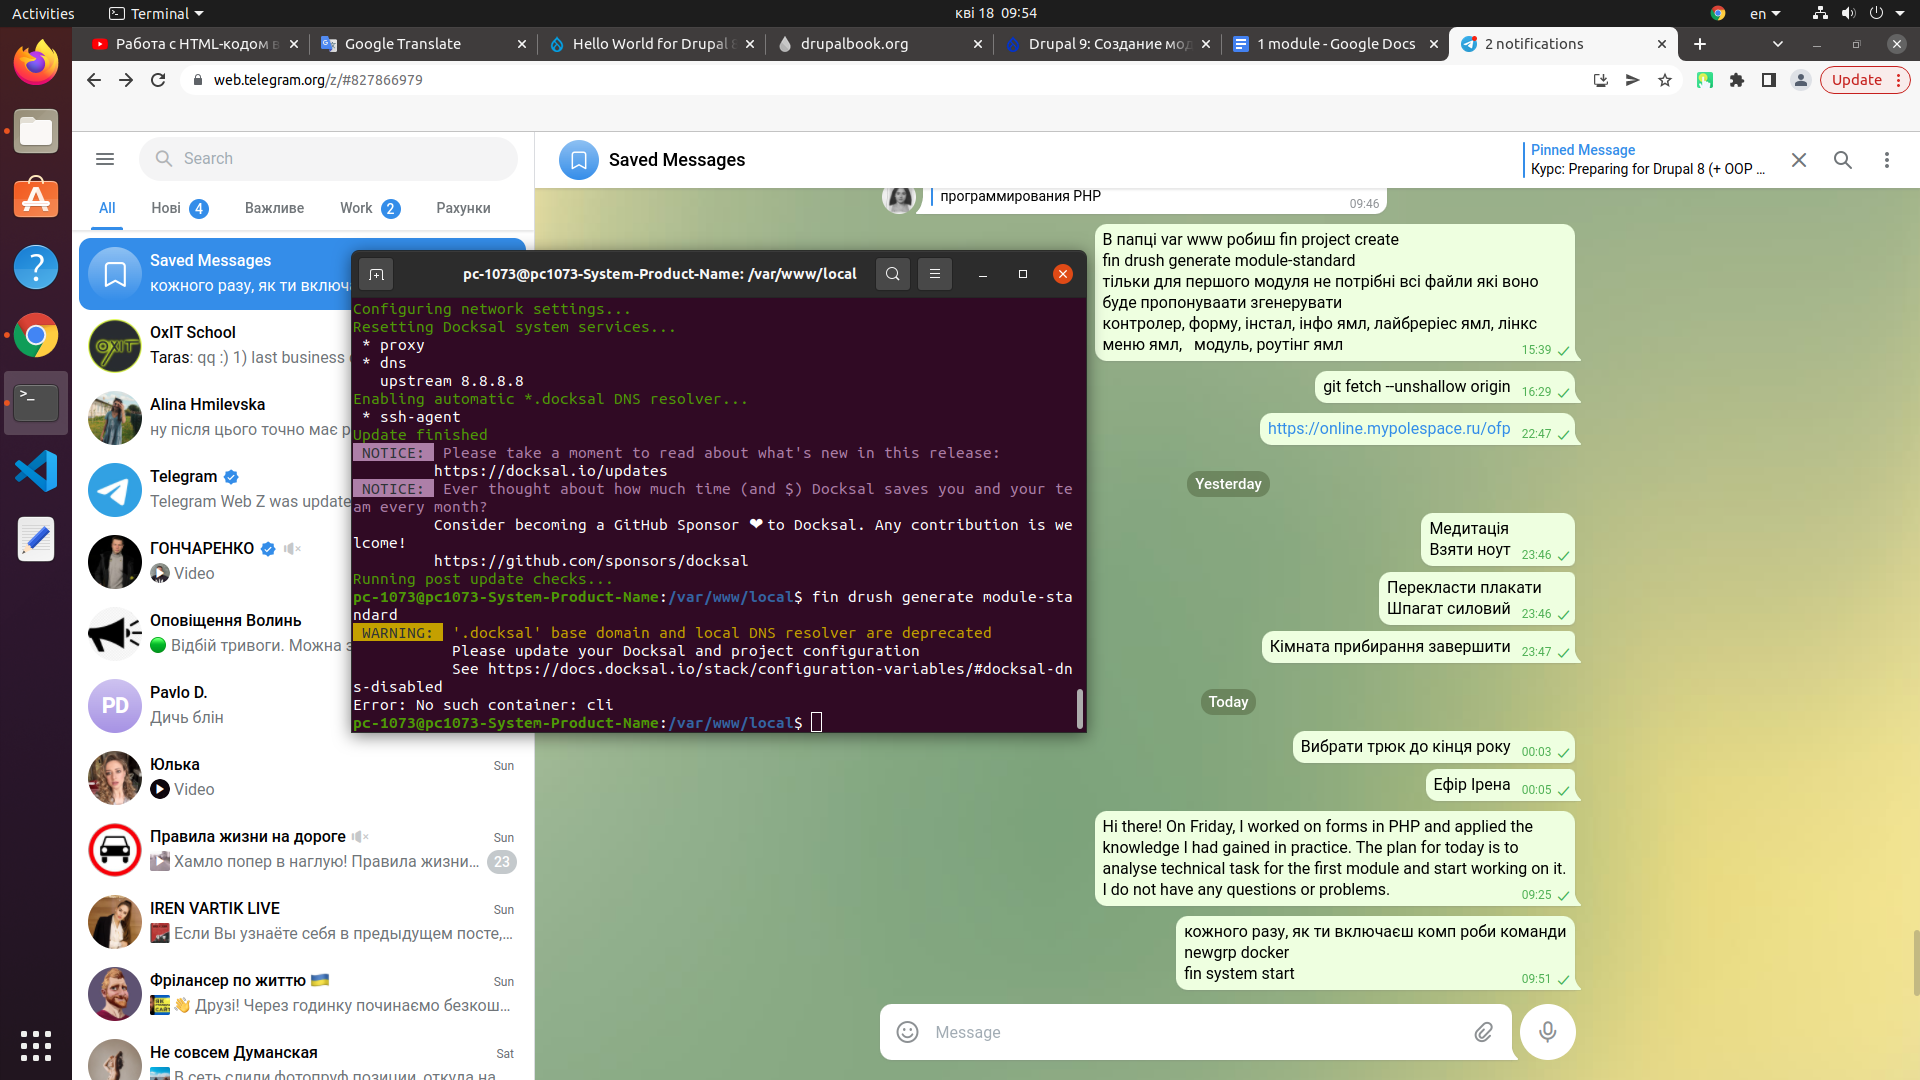 Activities
Terminal
кві 18 09:54
en
Работа с HTML-кодом в
Google Translate
Hello World for Drupal 8
drupalbook.org
Drupal 9: Создание мод
1 module - Google Docs
2 notifications
web.telegram.org/z/#827866979
Update
Search
All
Нові 4
Важливе
Work 2
Рахунки
Saved Messages
кожного разу, як ти включа
OxIT School
Taras: qq :) 1) last business
Alina Hmilevska
ну після цього точно має р
Telegram
Telegram Web Z was update
ГОНЧАРЕНКО
Video
Оповіщення Волинь
Відбій тривоги. Можна з
PD
Pavlo D.
Дичь блін
Юлька
Sun
Video
Правила жизни на дороге
Sun
Хамло попер в наглую! Правила жизни...
23
IREN VARTIK LIVE
Sun
Если Вы узнаёте себя в предыдущем посте,...
Фрілансер по життю
Sun
Друзі! Через годинку починаємо безкош...
Не совсем Думанская
Sat
В сеть слили фотопруф позиции, откуда на
pc-1073@pc1073-System-Product-Name: /var/www/local
Configuring network settings...
Resetting Docksal system services...
* proxy
* dns
upstream 8.8.8.8
Enabling automatic *.docksal DNS resolver...
* ssh-agent
Update finished
NOTICE: Please take a moment to read about what's new in this release:
https://docksal.io/updates
NOTICE: Ever thought about how much time (and $) Docksal saves you and your te
am every month?
Consider becoming a GitHub Sponsor ❤ to Docksal. Any contribution is we
lcome!
https://github.com/sponsors/docksal
Running post update checks...
pc-1073@pc1073-System-Product-Name:/var/www/local$ fin drush generate module-sta
ndard
WARNING: '.docksal' base domain and local DNS resolver are deprecated
Please update your Docksal and project configuration
See https://docs.docksal.io/stack/configuration-variables/#docksal-dn
s-disabled
Error: No such container: cli
pc-1073@pc1073-System-Product-Name:/var/www/local$
Saved Messages
Pinned Message
Курс: Preparing for Drupal 8 (+ OOP ...
программирования PHP
09:46
В папці var www робиш fin project create
fin drush generate module-standard
тільки для першого модуля не потрібні всі файли які воно
буде пропонуваати згенерувати
контролер, форму, інстал, інфо ямл, лайбреріес ямл, лінкс
меню ямл, модуль, роутінг ямл
15:39
git fetch --unshallow origin 16:29
https://online.mypolespace.ru/ofp 22:47
Yesterday
Медитація
Взяти ноут 23:46
Перекласти плакати
Шпагат силовий 23:46
Кімната прибирання завершити 23:47
Today
Вибрати трюк до кінця року 00:03
Ефір Ірена 00:05
Hi there! On Friday, I worked on forms in PHP and applied the
knowledge I had gained in practice. The plan for today is to
analyse technical task for the first module and start working on it.
I do not have any questions or problems. 09:25
кожного разу, як ти включаєш комп роби команди
newgrp docker
fin system start 09:51
Message